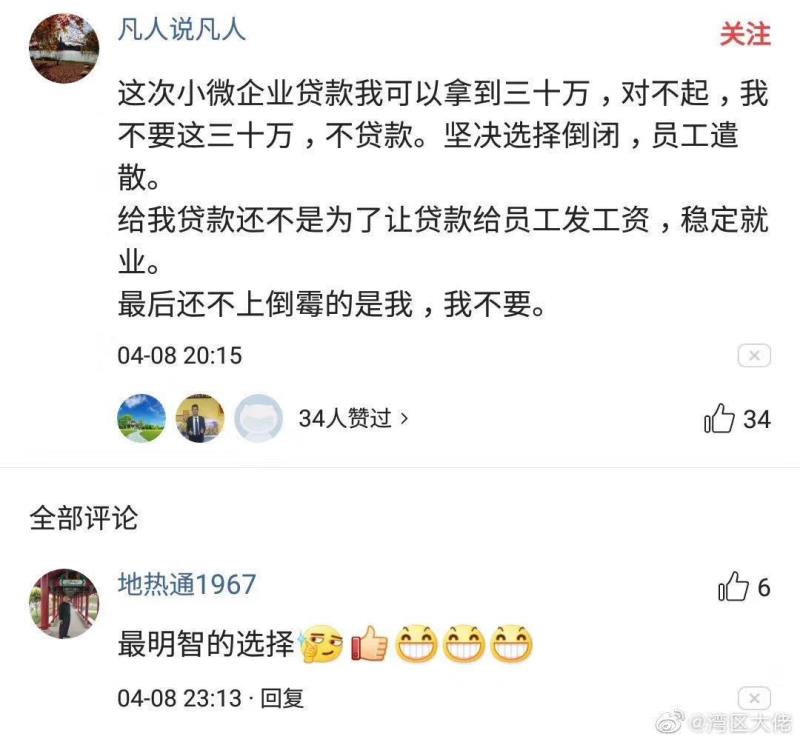 凡人说凡人
关注
这次小微企业贷款我可以拿到三十万，对不起，我
不要这三十万，不贷款。坚决选择倒闭，员工遣
散。
给我贷款还不是为了让贷款给员工发工资，稳定就
业。
最后还不上倒霉的是我，我不要。
04-08 20:15
34人赞过 ›
34
全部评论
地热通1967
6
最明智的选择
04-08 23:13 · 回复
@湾区大佬